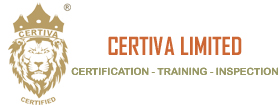 ®
CERTIVA
CERTIFIED
CERTIVA LIMITED
CERTIFICATION - TRAINING - INSPECTION